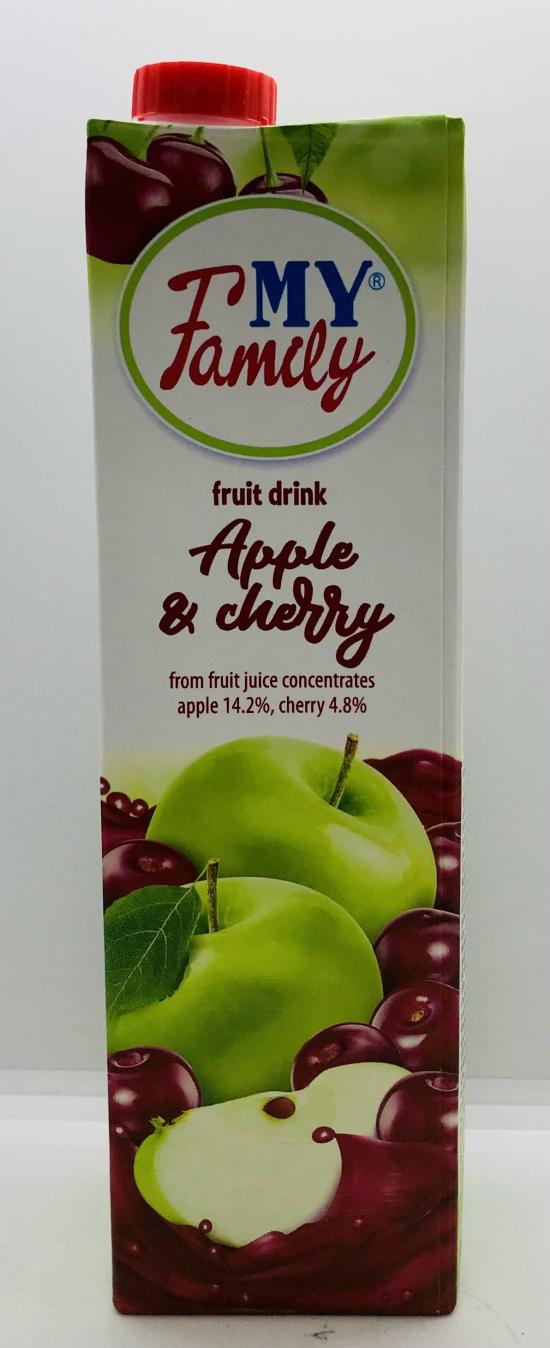 MY®
Family
fruit drink
Apple
& cherry
from fruit juice concentrates
apple 14.2%, cherry 4.8%